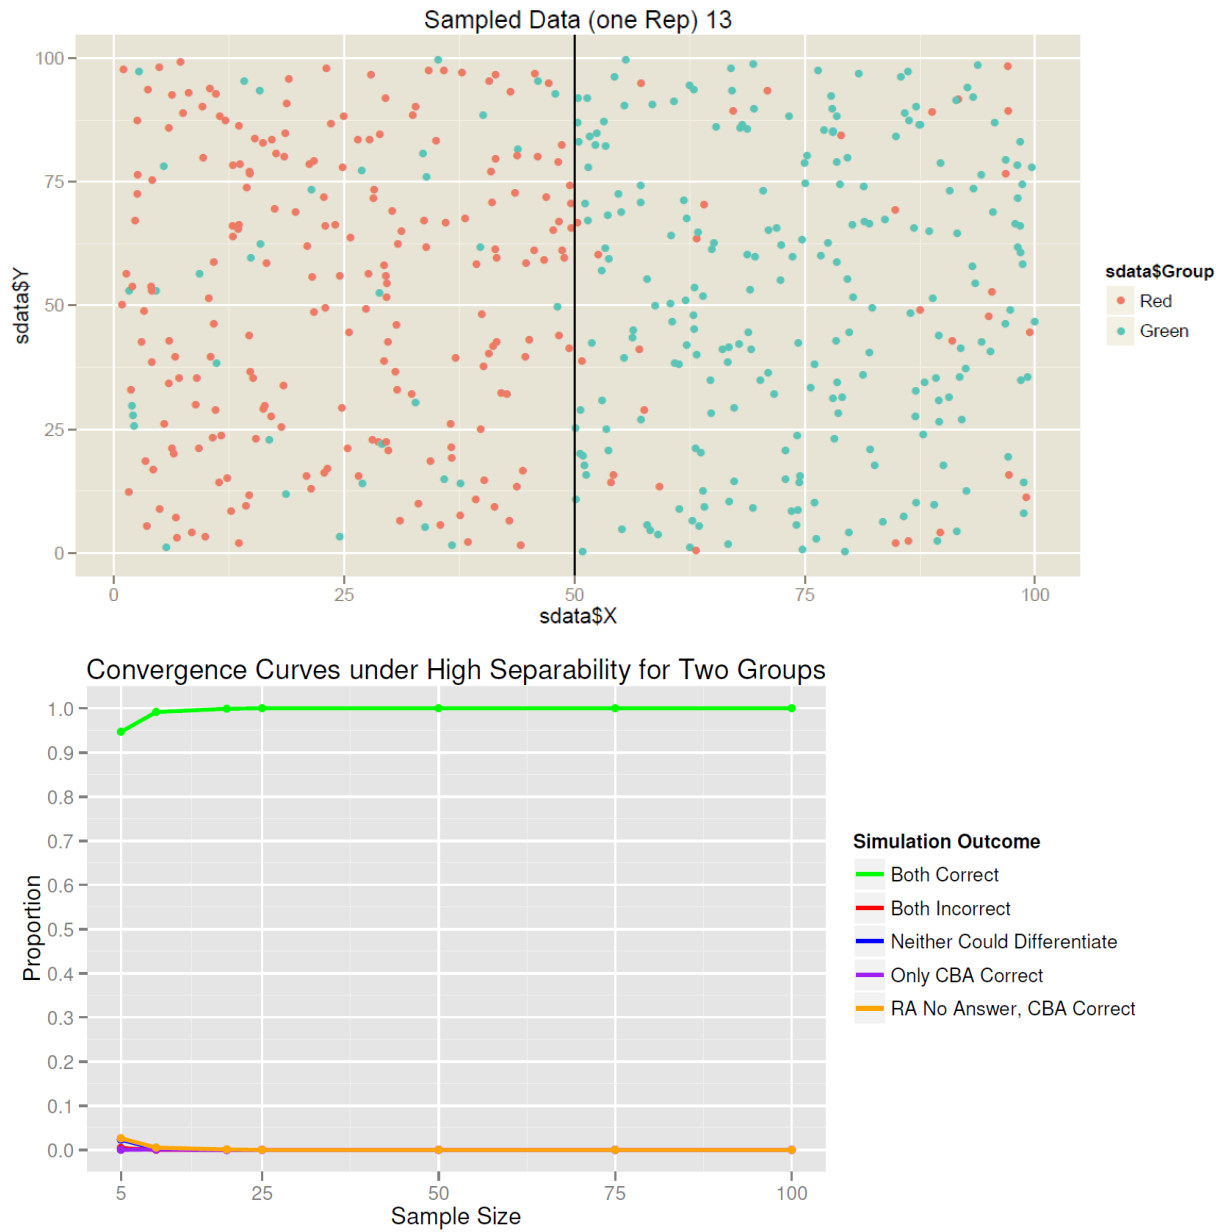 Sampled Data (one Rep) 13
100
75
50
25
0
sdata$Y
0 25 50 75 100
sdata$X
sdata$Group
Red
Green
Convergence Curves under High Separability for Two Groups
1.0
0.9
0.8
0.7
0.6
0.5
0.4
0.3
0.2
0.1
0.0
Proportion
5 25 50 75 100
Sample Size
Simulation Outcome
Both Correct
Both Incorrect
Neither Could Differentiate
Only CBA Correct
RA No Answer, CBA Correct